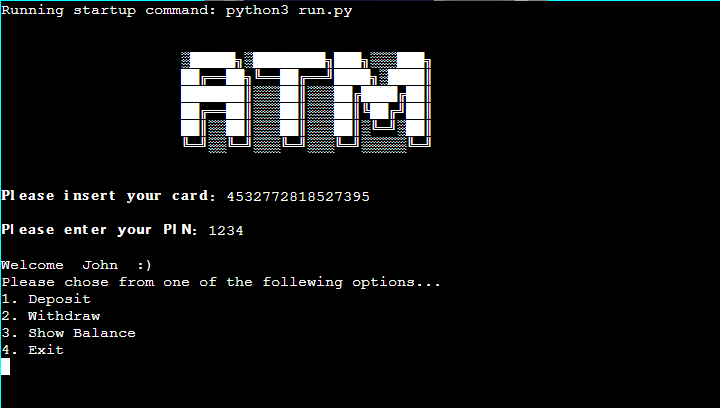 Running startup command: python3 run.py
ATM
Please insert your card: 4532772818527395
Please enter your PIN: 1234
Welcome  John  :)
Please chose from one of the follewing options...
1. Deposit
2. Withdraw
3. Show Balance
4. Exit